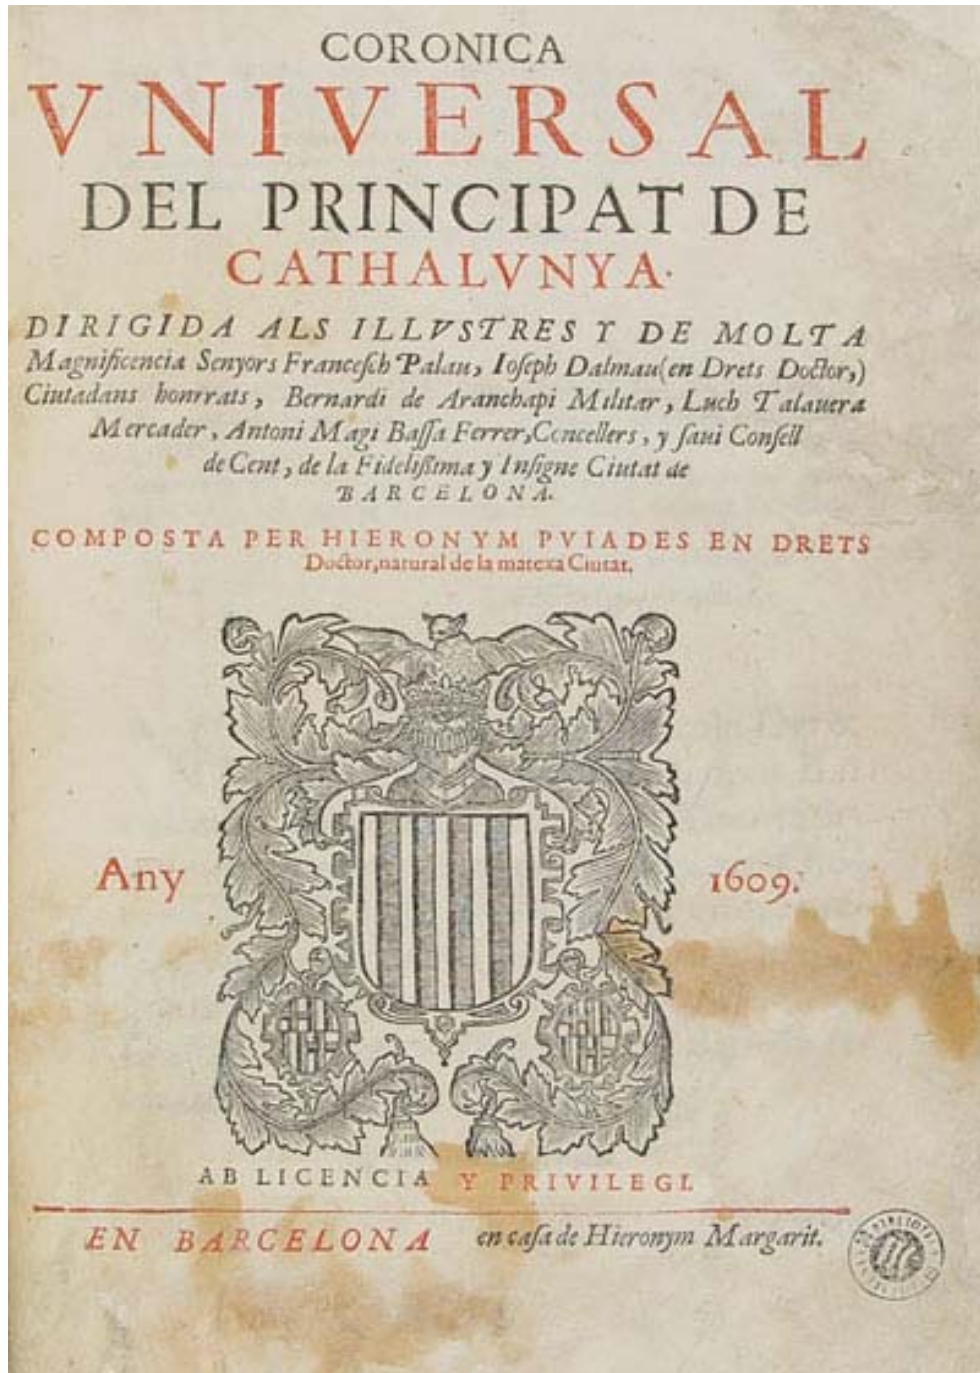 CORONICA
VNIVERSAL
DEL PRINCIPAT DE
CATHALVNYA.
DIRIGIDA ALS ILLVSTRES Y DE MOLTA
Magnificencia Senyors Francesch Palau, Ioseph Dalmau (en Drets Doctor,)
Ciutadans honrrats, Bernardi de Aranchapi Militar, Luch Talauera
Mercader, Antoni Magi Bassa Ferrer, Concellers, y saui Consell
de Cent, de la Fidelissima y Insigne Ciutat de
BARCELONA.
COMPOSTA PER HIERONYM PVIADES EN DRETS
Doctor, natural de la matexa Ciutat.
Any 1609.
AB LICENCIA Y PRIVILEGI.
EN BARCELONA en casa de Hieronym Margarit.